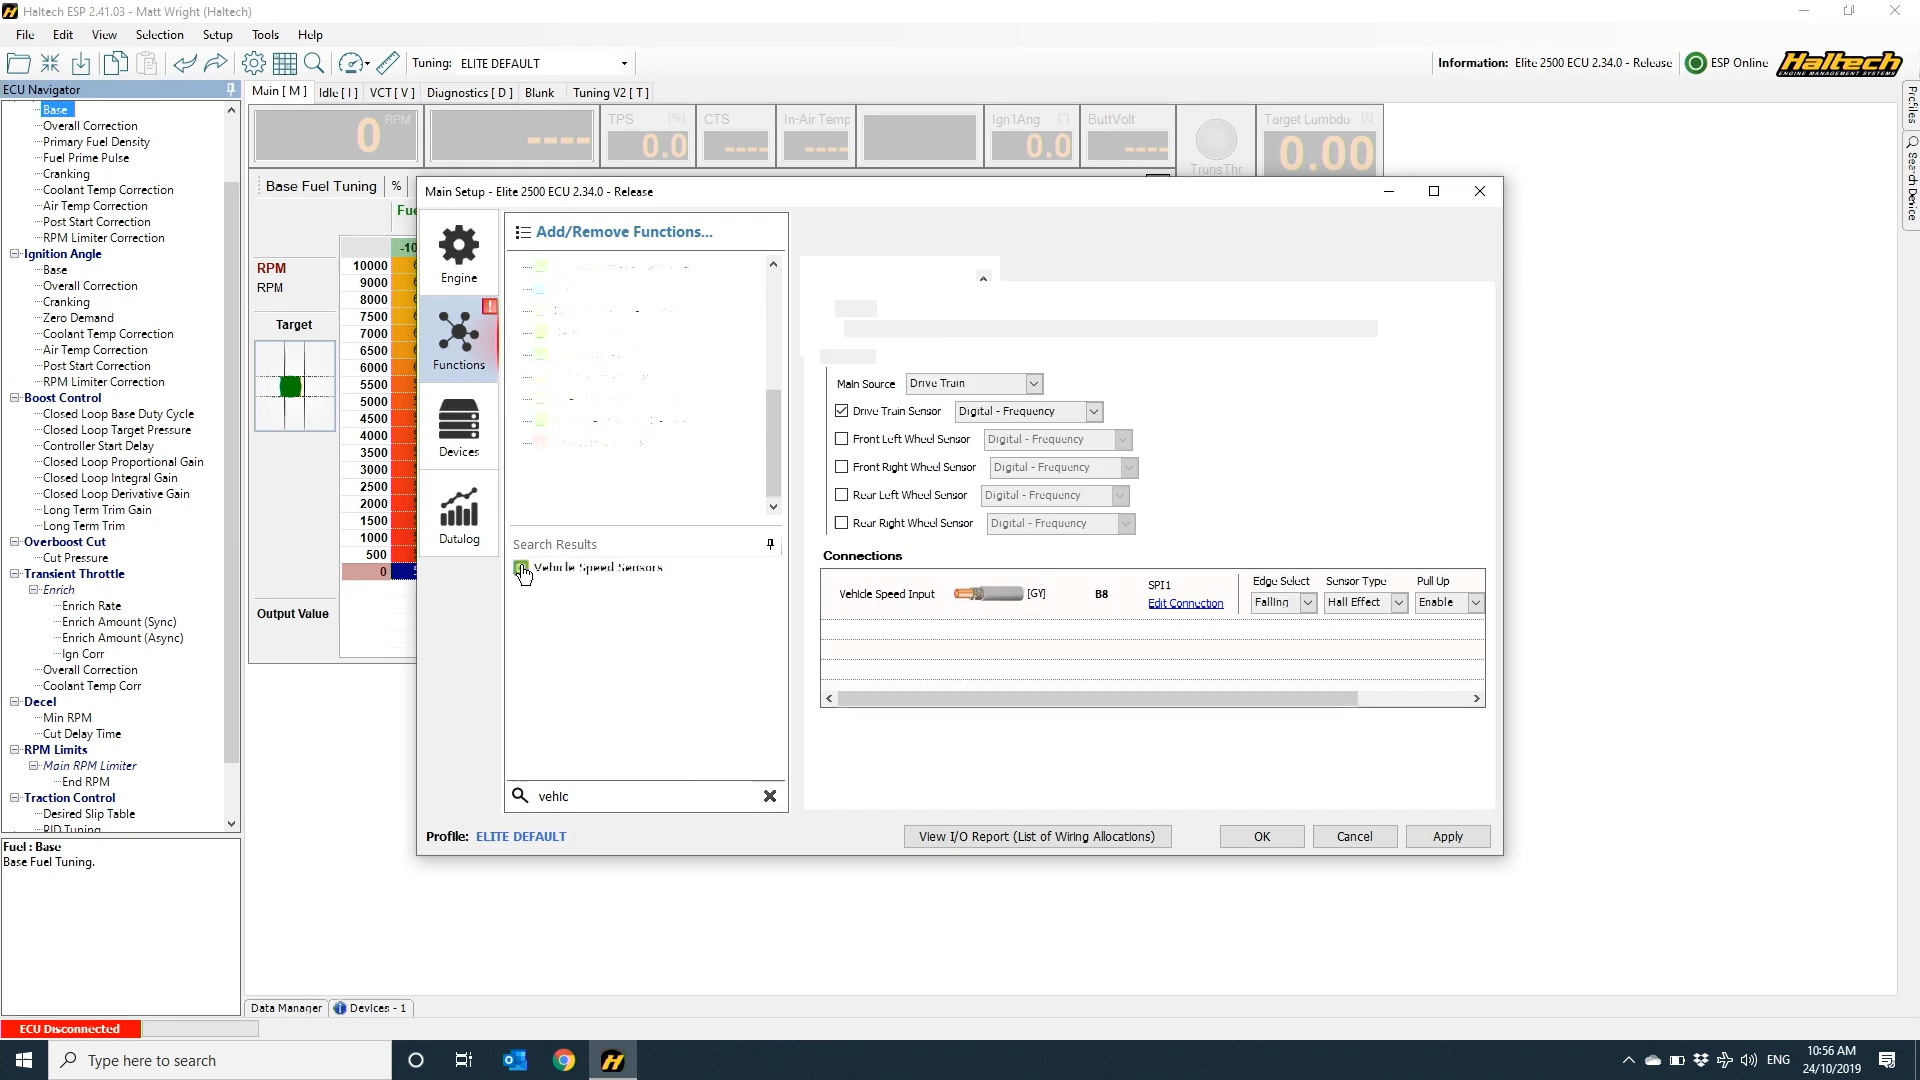 Haltech ESP 2.41.03 - Matt Wright (Haltech)
File Edit View Selection Setup Tools Help
Tuning: ELITE DEFAULT
Information: Elite 2500 ECU 2.34.0 - Release
ESP Online
Haltech
ENGINE MANAGEMENT SYSTEMS
ECU Navigator
Main [ M ] Idle [ I ] VCT [ V ] Diagnostics [ D ] Blank Tuning V2 [ T ]
Profiles
Search Device
Base
Overall Correction
Primary Fuel Density
Fuel Prime Pulse
Cranking
Coolant Temp Correction
Air Temp Correction
Post Start Correction
RPM Limiter Correction
Ignition Angle
Base
Overall Correction
Cranking
Zero Demand
Coolant Temp Correction
Air Temp Correction
Post Start Correction
RPM Limiter Correction
Boost Control
Closed Loop Base Duty Cycle
Closed Loop Target Pressure
Controller Start Delay
Closed Loop Proportional Gain
Closed Loop Integral Gain
Closed Loop Derivative Gain
Long Term Trim Gain
Long Term Trim
Overboost Cut
Cut Pressure
Transient Throttle
Enrich
Enrich Rate
Enrich Amount (Sync)
Enrich Amount (Async)
Ign Corr
Overall Correction
Coolant Temp Corr
Decel
Min RPM
Cut Delay Time
RPM Limits
Main RPM Limiter
End RPM
Traction Control
Desired Slip Table
RID Tuning
Fuel : Base
Base Fuel Tuning.
0 RPM
----
TPS [%] 0.0
CTS ----
In-Air Temp ----
Ign1Ang [°] 0.0
BattVolt ----
TransThr
Target Lambda [λ] 0.00
Base Fuel Tuning %
Fue
-10
RPM
RPM
Target
Output Value
10000
9000
8000
7500
7000
6500
6000
5500
5000
4500
4000
3500
3000
2500
2000
1500
1000
500
0
Main Setup - Elite 2500 ECU 2.34.0 - Release
Engine
Functions
Devices
Datalog
Add/Remove Functions...
Search Results
Vehicle Speed Sensors
vehic
Main Source Drive Train
Drive Train Sensor Digital - Frequency
Front Left Wheel Sensor Digital - Frequency
Front Right Wheel Sensor Digital - Frequency
Rear Left Wheel Sensor Digital - Frequency
Rear Right Wheel Sensor Digital - Frequency
Connections
Vehicle Speed Input [GY] B8 SPI1
Edit Connection
Edge Select Sensor Type Pull Up
Falling Hall Effect Enable
Profile: ELITE DEFAULT
View I/O Report (List of Wiring Allocations) OK Cancel Apply
Data Manager Devices - 1
ECU Disconnected
Type here to search
ENG
10:56 AM
24/10/2019